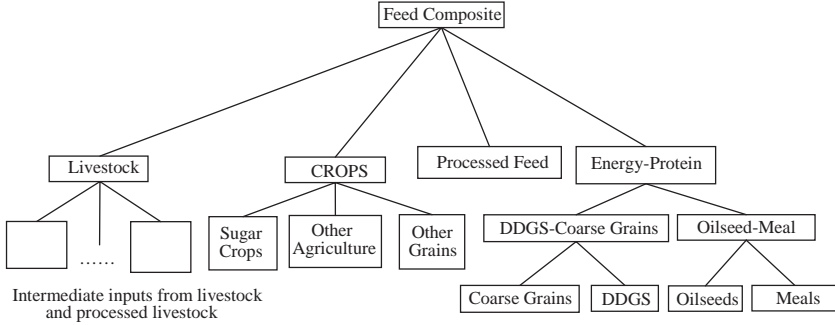 Feed Composite
Livestock
CROPS
Processed Feed
Energy-Protein
......
Sugar
Crops
Other
Agriculture
Other
Grains
DDGS-Coarse Grains
Oilseed-Meal
Intermediate inputs from livestock
and processed livestock
Coarse Grains
DDGS
Oilseeds
Meals